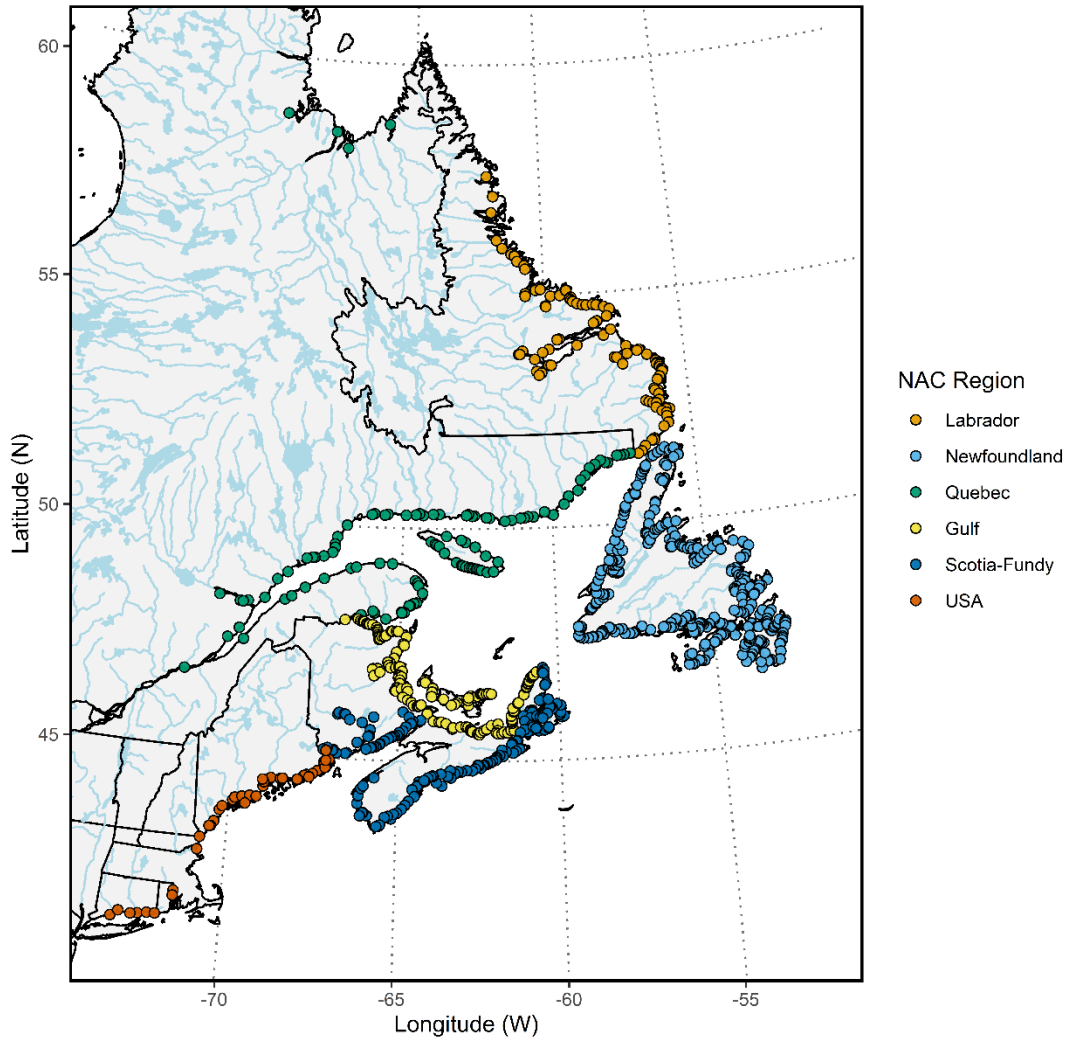 60
55
50
45
Latitude (N)
-70
-65
-60
-55
Longitude (W)
NAC Region
Labrador
Newfoundland
Quebec
Gulf
Scotia-Fundy
USA